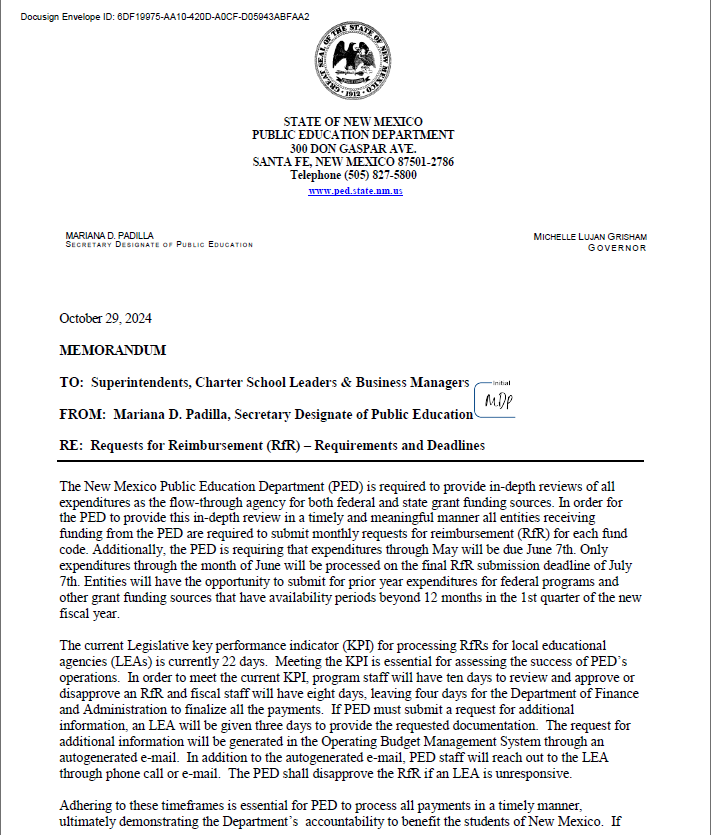 Docusign Envelope ID: 6DF19975-AA10-420D-A0CF-D05943ABFAA2
GREAT SEAL OF THE STATE OF NEW MEXICO
1912
STATE OF NEW MEXICO
PUBLIC EDUCATION DEPARTMENT
300 DON GASPAR AVE.
SANTA FE, NEW MEXICO 87501-2786
Telephone (505) 827-5800
www.ped.state.nm.us
MARIANA D. PADILLA
SECRETARY DESIGNATE OF PUBLIC EDUCATION
MICHELLE LUJAN GRISHAM
GOVERNOR
October 29, 2024
MEMORANDUM
TO: Superintendents, Charter School Leaders & Business Managers
Initial
MDP
FROM: Mariana D. Padilla, Secretary Designate of Public Education
RE: Requests for Reimbursement (RfR) – Requirements and Deadlines
The New Mexico Public Education Department (PED) is required to provide in-depth reviews of all
expenditures as the flow-through agency for both federal and state grant funding sources. In order for
the PED to provide this in-depth review in a timely and meaningful manner all entities receiving
funding from the PED are required to submit monthly requests for reimbursement (RfR) for each fund
code. Additionally, the PED is requiring that expenditures through May will be due June 7th. Only
expenditures through the month of June will be processed on the final RfR submission deadline of July
7th. Entities will have the opportunity to submit for prior year expenditures for federal programs and
other grant funding sources that have availability periods beyond 12 months in the 1st quarter of the new
fiscal year.
The current Legislative key performance indicator (KPI) for processing RfRs for local educational
agencies (LEAs) is currently 22 days. Meeting the KPI is essential for assessing the success of PED's
operations. In order to meet the current KPI, program staff will have ten days to review and approve or
disapprove an RfR and fiscal staff will have eight days, leaving four days for the Department of Finance
and Administration to finalize all the payments. If PED must submit a request for additional
information, an LEA will be given three days to provide the requested documentation. The request for
additional information will be generated in the Operating Budget Management System through an
autogenerated e-mail. In addition to the autogenerated e-mail, PED staff will reach out to the LEA
through phone call or e-mail. The PED shall disapprove the RfR if an LEA is unresponsive.
Adhering to these timeframes is essential for PED to process all payments in a timely manner,
ultimately demonstrating the Department's accountability to benefit the students of New Mexico. If